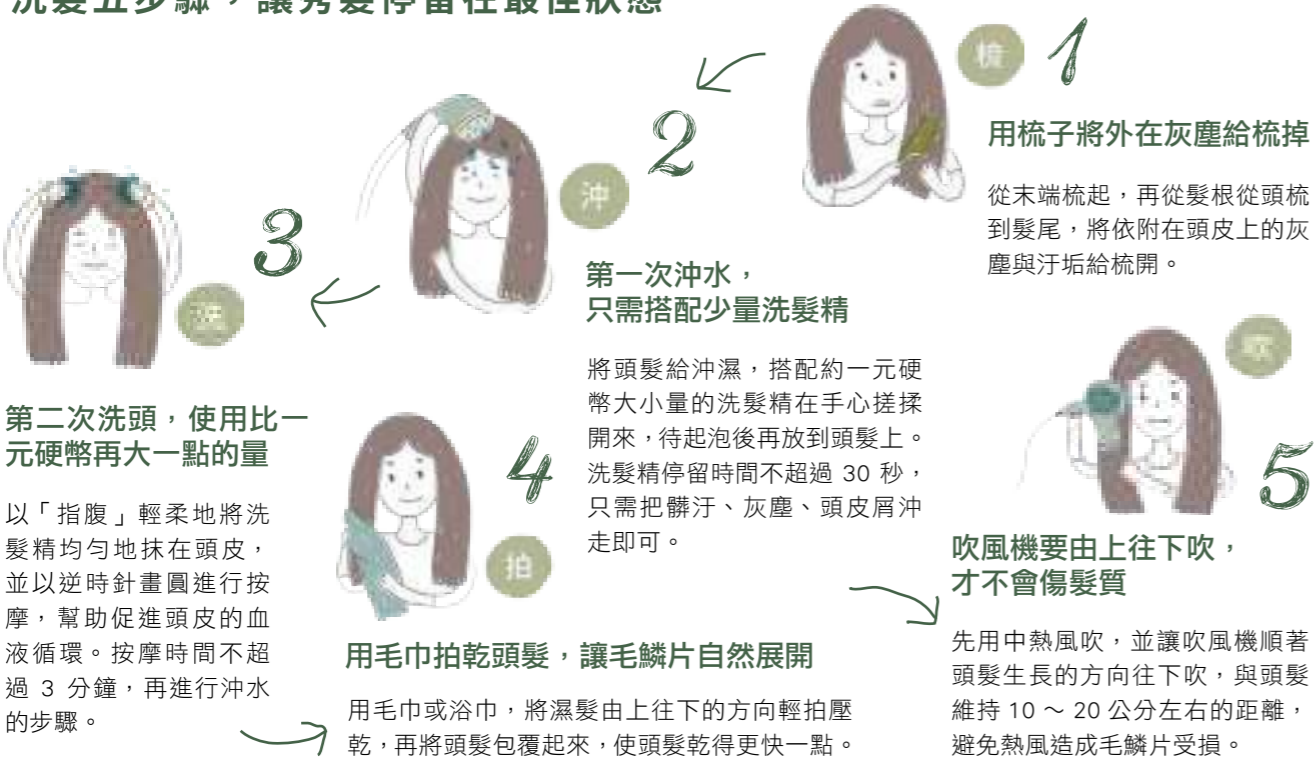 洗髮五步驟，讓秀髮停留在最佳狀態
梳
1
用梳子將外在灰塵給梳掉
從末端梳起，再從髮根從頭梳
到髮尾，將依附在頭皮上的灰
塵與汙垢給梳開。
2
沖
第一次沖水，
只需搭配少量洗髮精
將頭髮給沖濕，搭配約一元硬
幣大小量的洗髮精在手心搓揉
開來，待起泡後再放到頭髮上。
洗髮精停留時間不超過 30 秒，
只需把髒汙、灰塵、頭皮屑沖
走即可。
3
第二次洗頭，使用比一
元硬幣再大一點的量
以「指腹」輕柔地將洗
髮精均勻地抹在頭皮，
並以逆時針畫圓進行按
摩，幫助促進頭皮的血
液循環。按摩時間不超
過 3 分鐘，再進行沖水
的步驟。
4
拍
用毛巾拍乾頭髮，讓毛鱗片自然展開
用毛巾或浴巾，將濕髮由上往下的方向輕拍壓
乾，再將頭髮包覆起來，使頭髮乾得更快一點。
吹
5
吹風機要由上往下吹，
才不會傷髮質
先用中熱風吹，並讓吹風機順著
頭髮生長的方向往下吹，與頭髮
維持 10 ～ 20 公分左右的距離，
避免熱風造成毛鱗片受損。